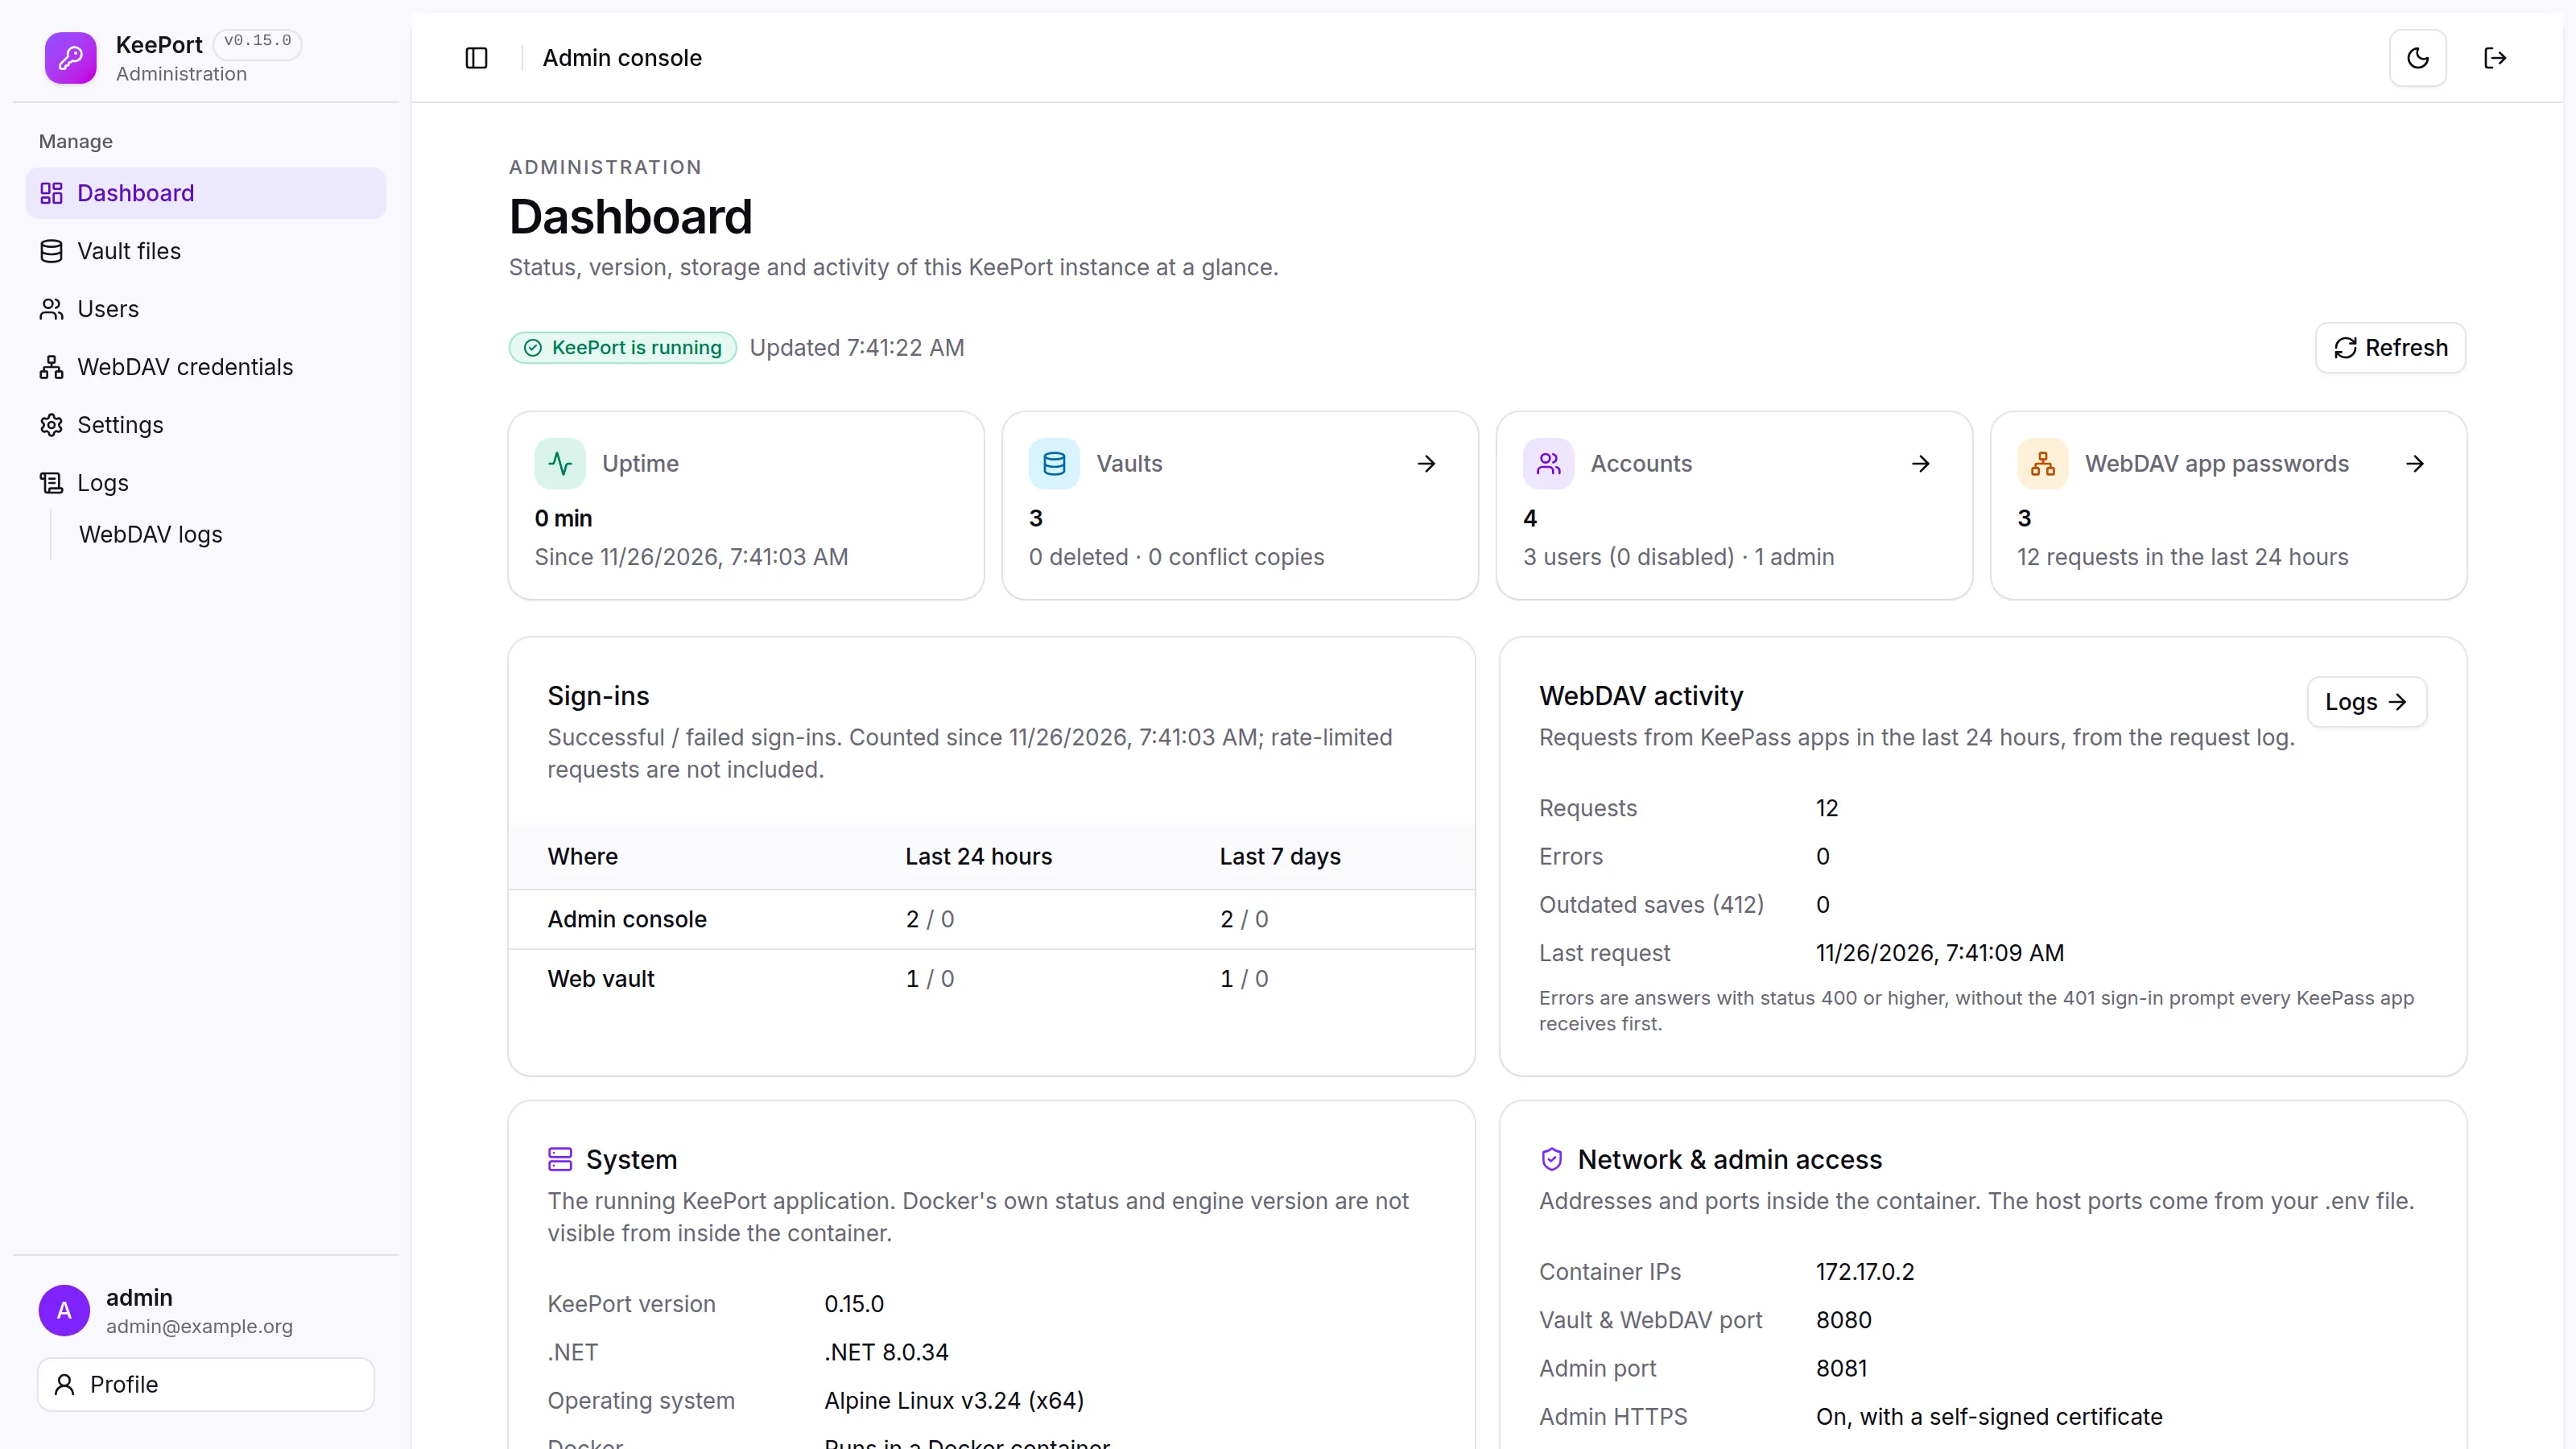 KeePort v0.15.0
Administration
Manage
Dashboard
Vault files
Users
WebDAV credentials
Settings
Logs
WebDAV logs
A
admin
admin@example.org
Profile
Admin console
ADMINISTRATION
Dashboard
Status, version, storage and activity of this KeePort instance at a glance.
KeePort is running Updated 7:41:22 AM
Refresh
Uptime
0 min
Since 11/26/2026, 7:41:03 AM
Vaults
3
0 deleted · 0 conflict copies
Accounts
4
3 users (0 disabled) · 1 admin
WebDAV app passwords
3
12 requests in the last 24 hours
Sign-ins
Successful / failed sign-ins. Counted since 11/26/2026, 7:41:03 AM; rate-limited
requests are not included.
Where Last 24 hours Last 7 days
Admin console 2 / 0 2 / 0
Web vault 1 / 0 1 / 0
WebDAV activity
Logs
Requests from KeePass apps in the last 24 hours, from the request log.
Requests 12
Errors 0
Outdated saves (412) 0
Last request 11/26/2026, 7:41:09 AM
Errors are answers with status 400 or higher, without the 401 sign-in prompt every KeePass app
receives first.
System
The running KeePort application. Docker's own status and engine version are not
visible from inside the container.
KeePort version 0.15.0
.NET .NET 8.0.34
Operating system Alpine Linux v3.24 (x64)
Docker Runs in a Docker container
Network & admin access
Addresses and ports inside the container. The host ports come from your .env file.
Container IPs 172.17.0.2
Vault & WebDAV port 8080
Admin port 8081
Admin HTTPS On, with a self-signed certificate